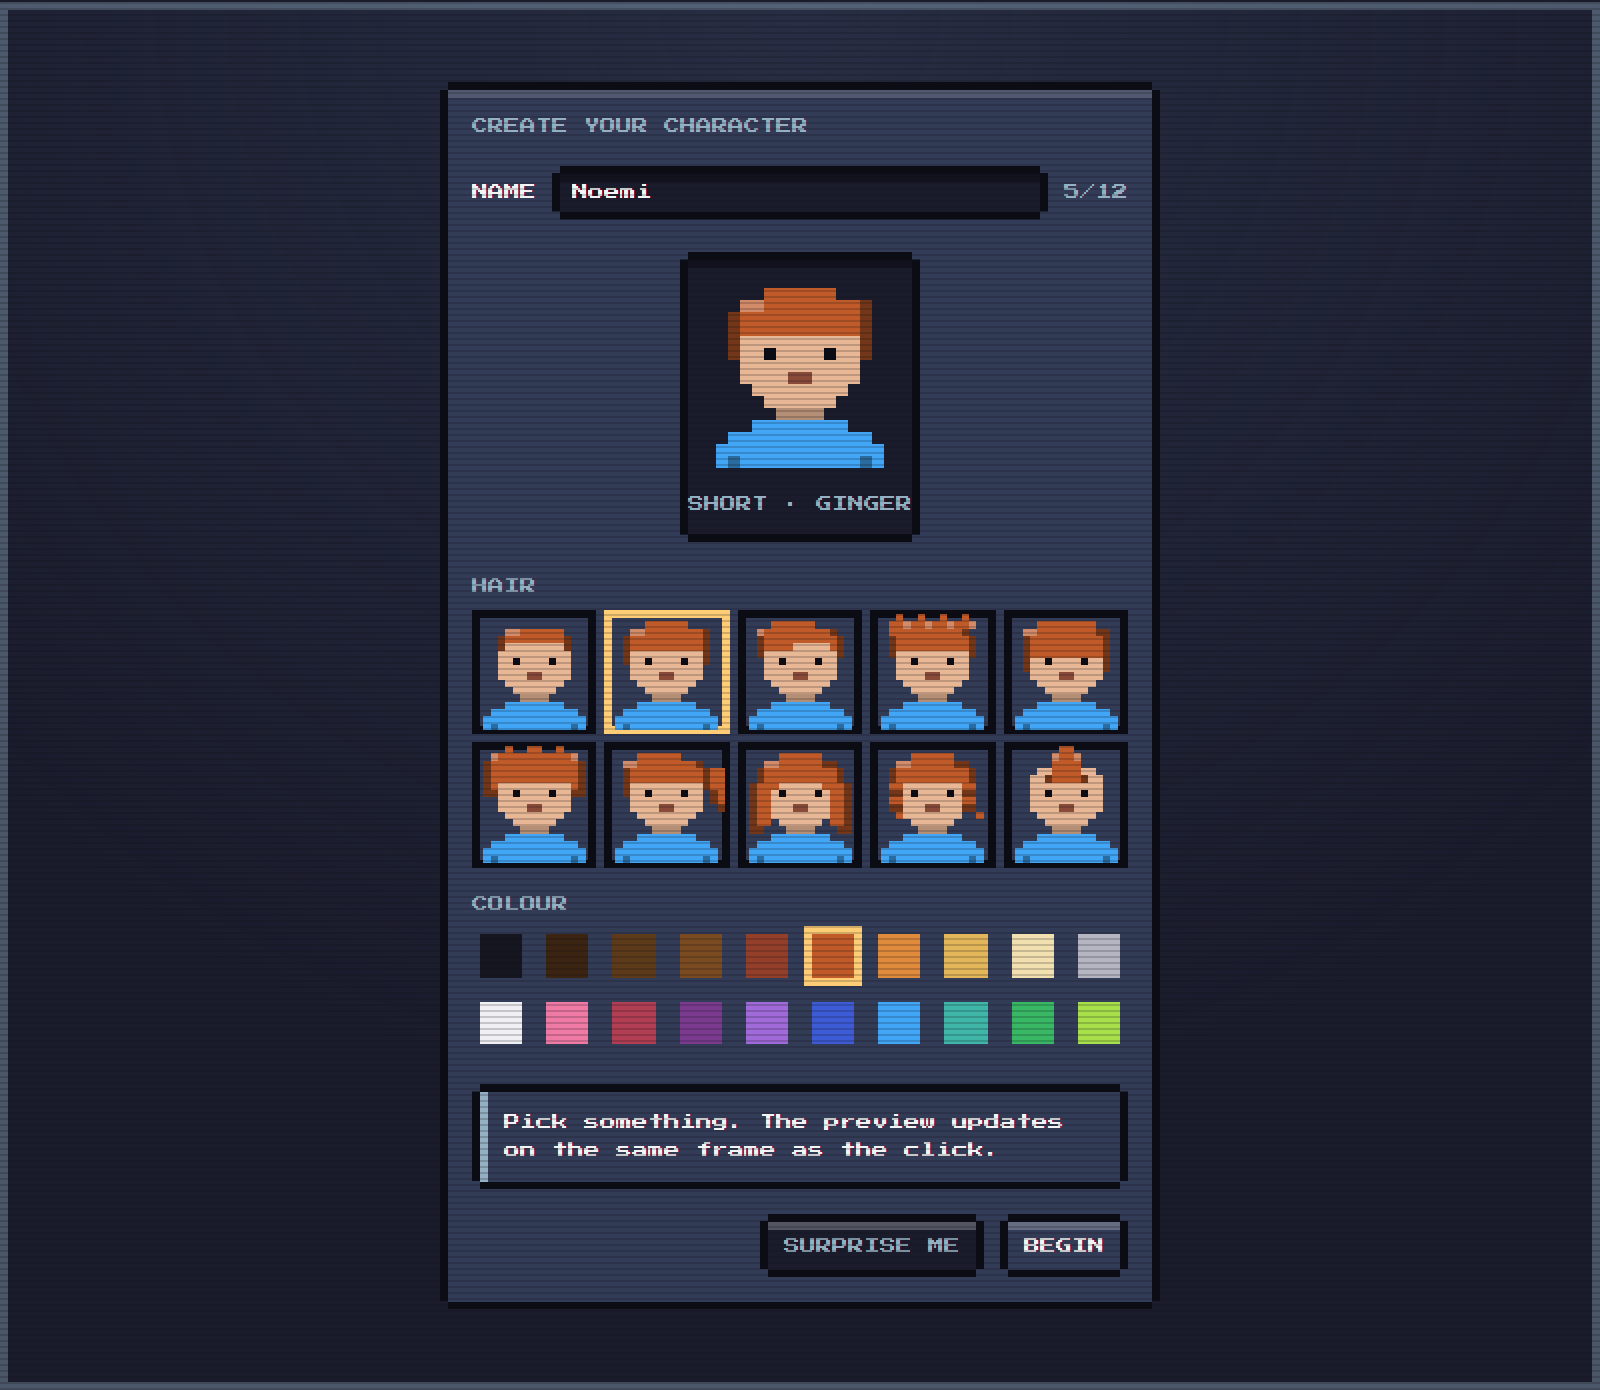 CREATE YOUR CHARACTER
NAME Noemi 5/12
SHORT · GINGER
HAIR
COLOUR
Pick something. The preview updates
on the same frame as the click.
SURPRISE ME BEGIN